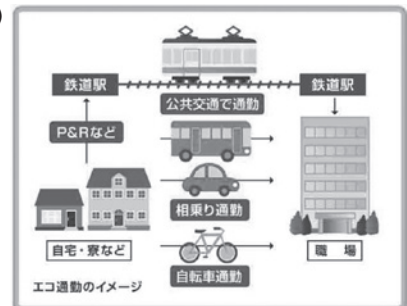 鉄道駅
鉄道駅
公共交通で通勤
P&Rなど
相乗り通勤
自宅・寮など
職場
自転車通勤
エコ通勤のイメージ